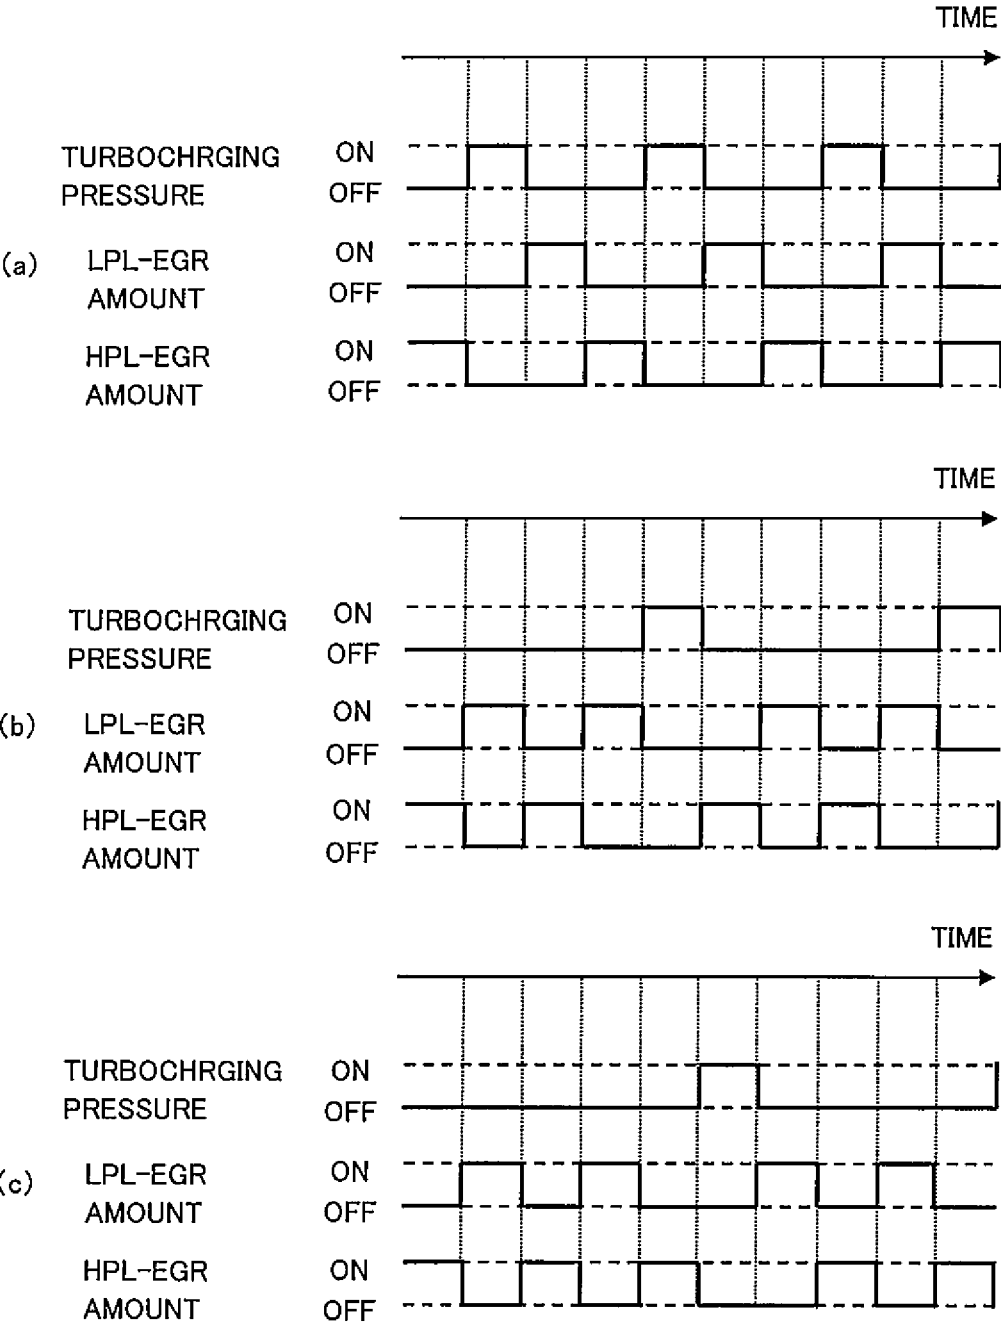 TIME
TURBOCHRGING ON
PRESSURE OFF
(a) LPL-EGR ON
AMOUNT OFF
HPL-EGR ON
AMOUNT OFF
TIME
TURBOCHRGING ON
PRESSURE OFF
(b) LPL-EGR ON
AMOUNT OFF
HPL-EGR ON
AMOUNT OFF
TIME
TURBOCHRGING ON
PRESSURE OFF
(c) LPL-EGR ON
AMOUNT OFF
HPL-EGR ON
AMOUNT OFF